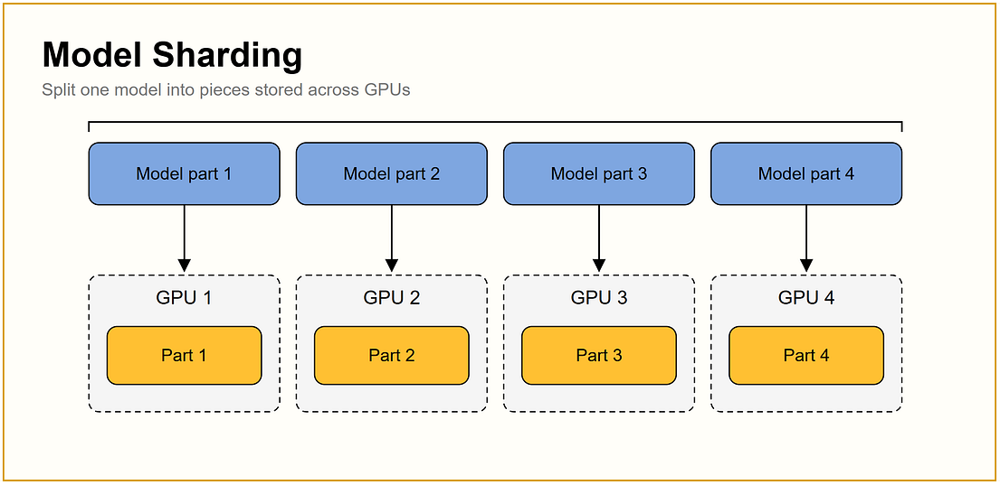 Model Sharding
Split one model into pieces stored across GPUs
Model part 1
Model part 2
Model part 3
Model part 4
GPU 1
GPU 2
GPU 3
GPU 4
Part 1
Part 2
Part 3
Part 4